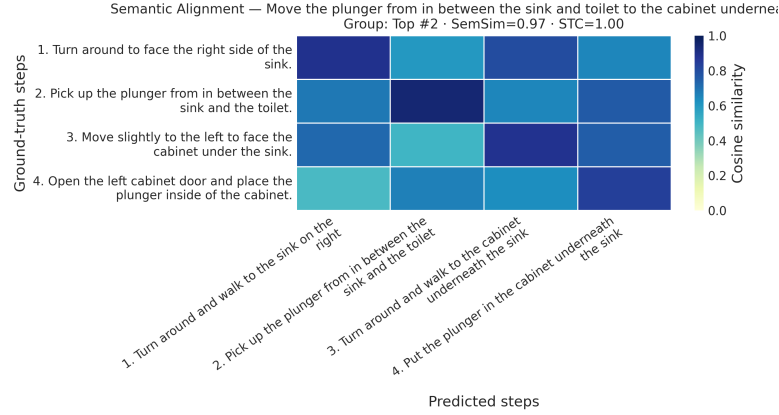 Semantic Alignment — Move the plunger from in between the sink and toilet to the cabinet undernea
Group: Top #2 · SemSim=0.97 · STC=1.00
Ground-truth steps
1. Turn around to face the right side of the
sink.
2. Pick up the plunger from in between the
sink and the toilet.
3. Move slightly to the left to face the
cabinet under the sink.
4. Open the left cabinet door and place the
plunger inside of the cabinet.
1. Turn around and walk to the sink on the
right
2. Pick up the plunger from in between the
sink and the toilet
3. Turn around and walk to the cabinet
underneath the sink
4. Put the plunger in the cabinet underneath
the sink
Predicted steps
1.0
0.8
0.6
0.4
0.2
0.0
Cosine similarity